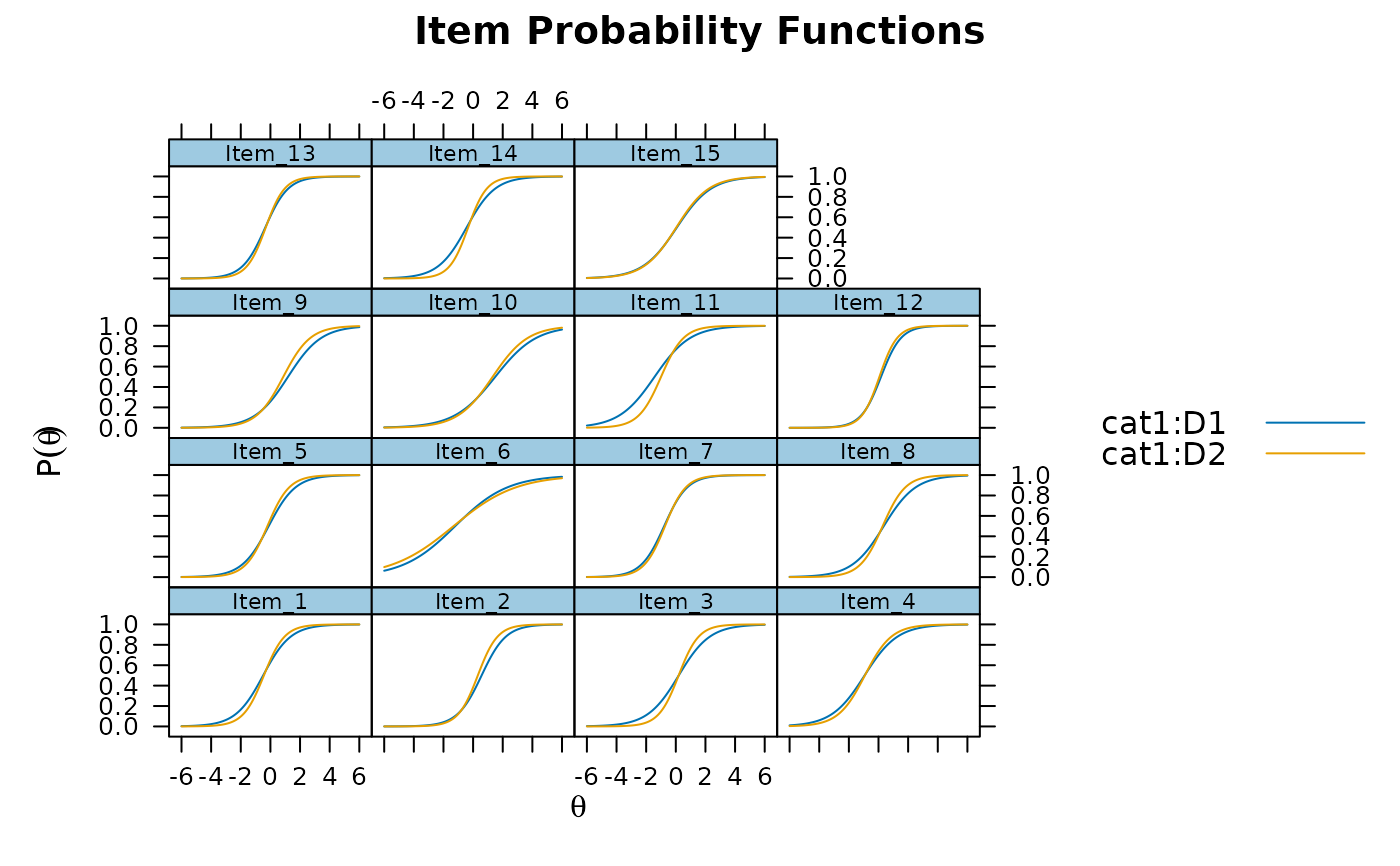 Item Probability Functions
-6 -4 -2 0 2 4 6
Item_13 Item_14 Item_15
1.0
0.8
0.6
0.4
0.2
0.0
Item_9 Item_10 Item_11 Item_12
1.0
0.8
0.6
0.4
0.2
0.0
P(θ)
cat1:D1
cat1:D2
Item_5 Item_6 Item_7 Item_8
1.0
0.8
0.6
0.4
0.2
0.0
Item_1 Item_2 Item_3 Item_4
1.0
0.8
0.6
0.4
0.2
0.0
-6 -4 -2 0 2 4 6 -6 -4 -2 0 2 4 6
θ